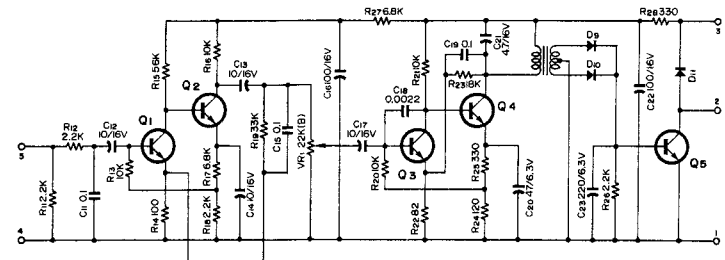 R27 6.8K
R28 330
3
R16 10K
C21
47/16V
C19 0.1
D9
R15 56K
Q2
C13
10/16V
C16 100/16V
R21 10K
R23 18K
D10
C22 100/16V
D11
C18
0.0022
Q4
2
Q1
R12
2.2K
C12
10/16V
R19 33K
C15 0.1
VR1 22K(B)
C17
10/16V
Q3
Q5
5
R13
10K
R17 6.8K
R20 10K
R25 330
R11 2.2K
C11 0.1
R14 100
R18 2.2K
C14 10/16V
R22 82
R24 120
C20 47/6.3V
C23 220/6.3V
R26 2.2K
4
1